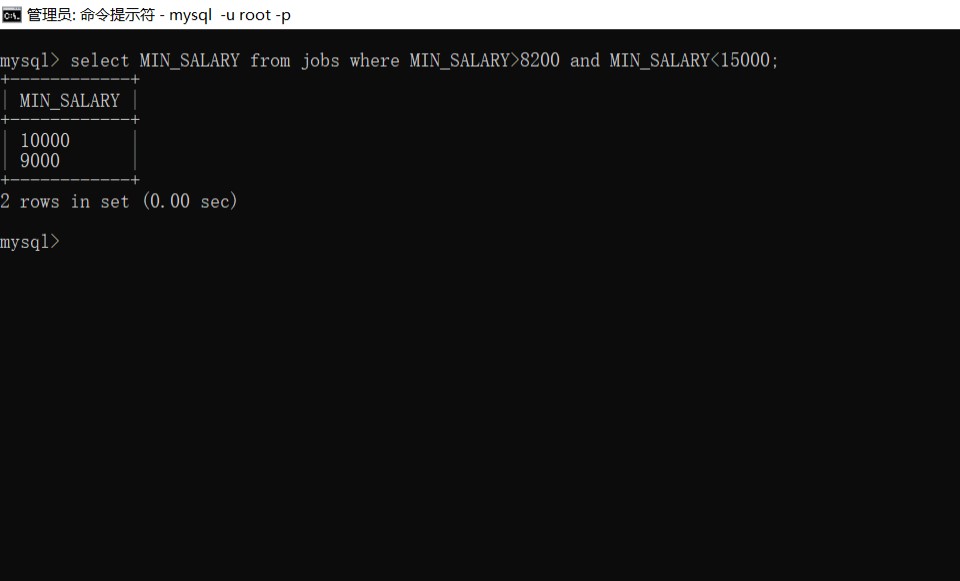 管理员: 命令提示符 - mysql  -u root -p
mysql> select MIN_SALARY from jobs where MIN_SALARY>8200 and MIN_SALARY<15000;
+------------+
| MIN_SALARY |
+------------+
| 10000      |
| 9000       |
+------------+
2 rows in set (0.00 sec)
mysql>